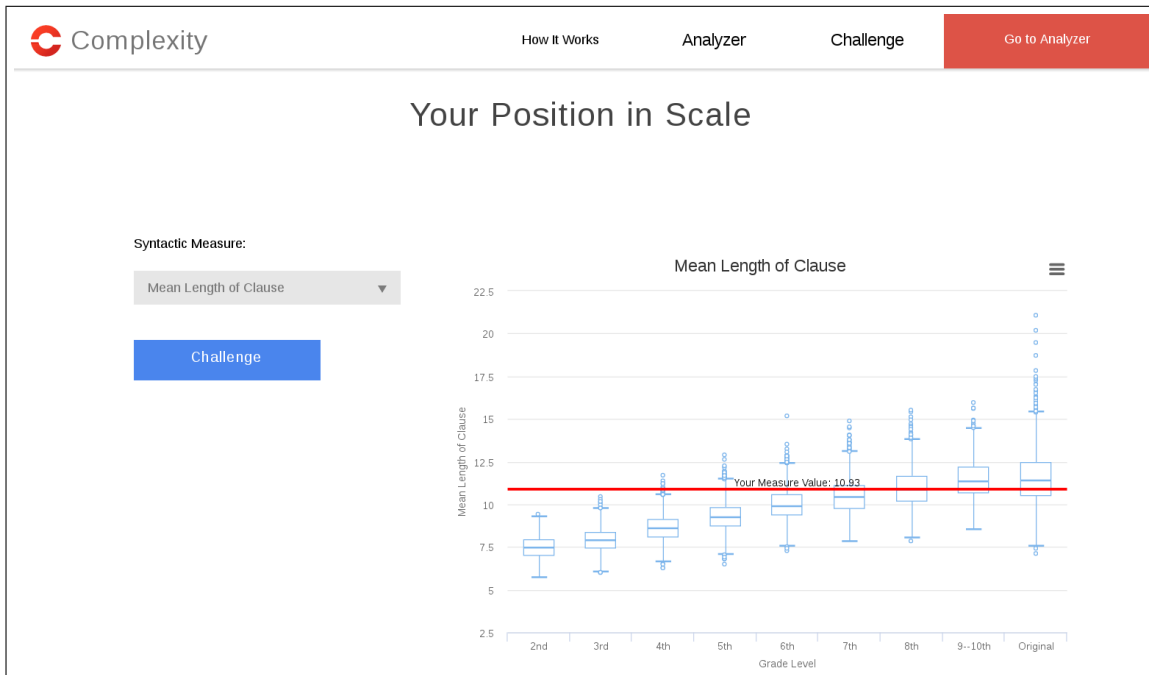 Complexity
How It Works
Analyzer
Challenge
Go to Analyzer
Your Position in Scale
Syntactic Measure:
Mean Length of Clause
Challenge
Mean Length of Clause
22.5
20
17.5
15
12.5
10
7.5
5
2.5
Mean Length of Clause
Your Measure Value: 10.93
2nd 3rd 4th 5th 6th 7th 8th 9--10th Original
Grade Level